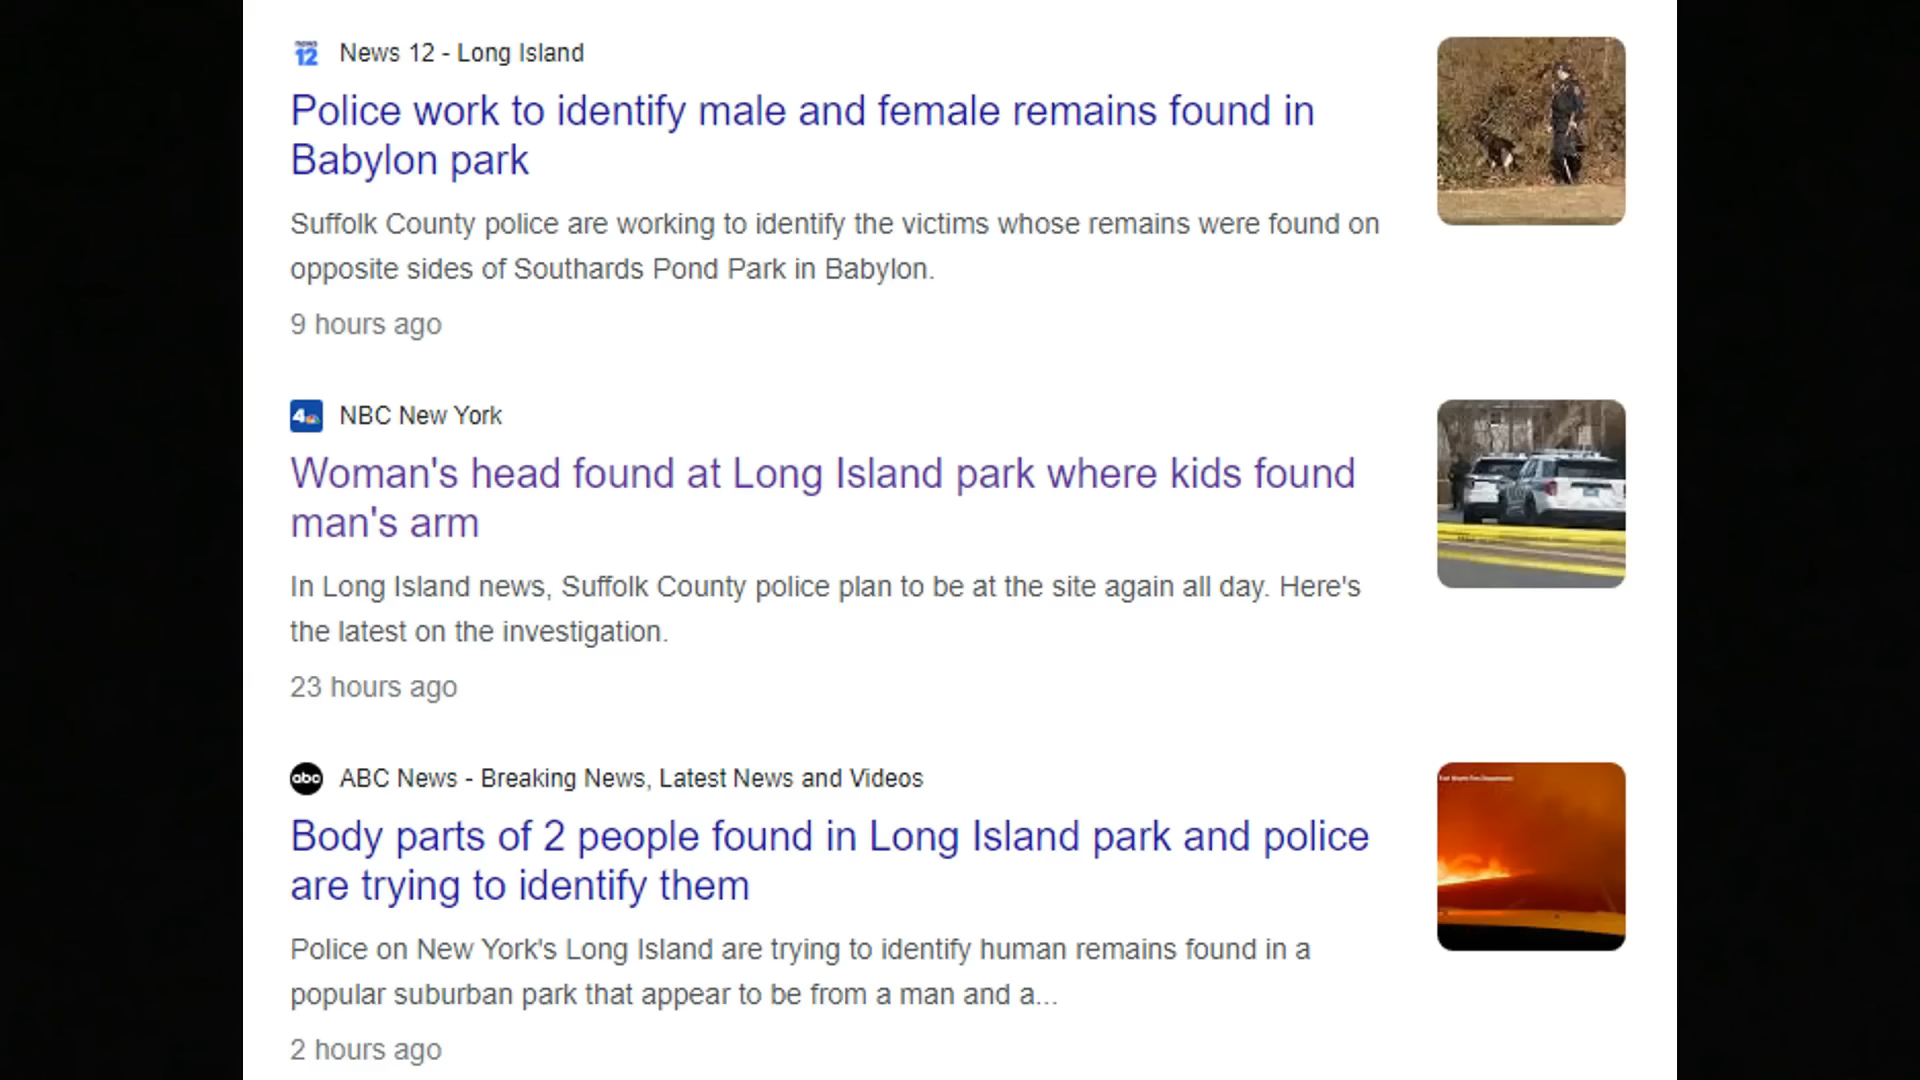 news 12
News 12 - Long Island
Police work to identify male and female remains found in
Babylon park
Suffolk County police are working to identify the victims whose remains were found on
opposite sides of Southards Pond Park in Babylon.
9 hours ago
4
NBC New York
Woman's head found at Long Island park where kids found
man's arm
In Long Island news, Suffolk County police plan to be at the site again all day. Here's
the latest on the investigation.
23 hours ago
abc
ABC News - Breaking News, Latest News and Videos
Body parts of 2 people found in Long Island park and police
are trying to identify them
Police on New York's Long Island are trying to identify human remains found in a
popular suburban park that appear to be from a man and a...
2 hours ago